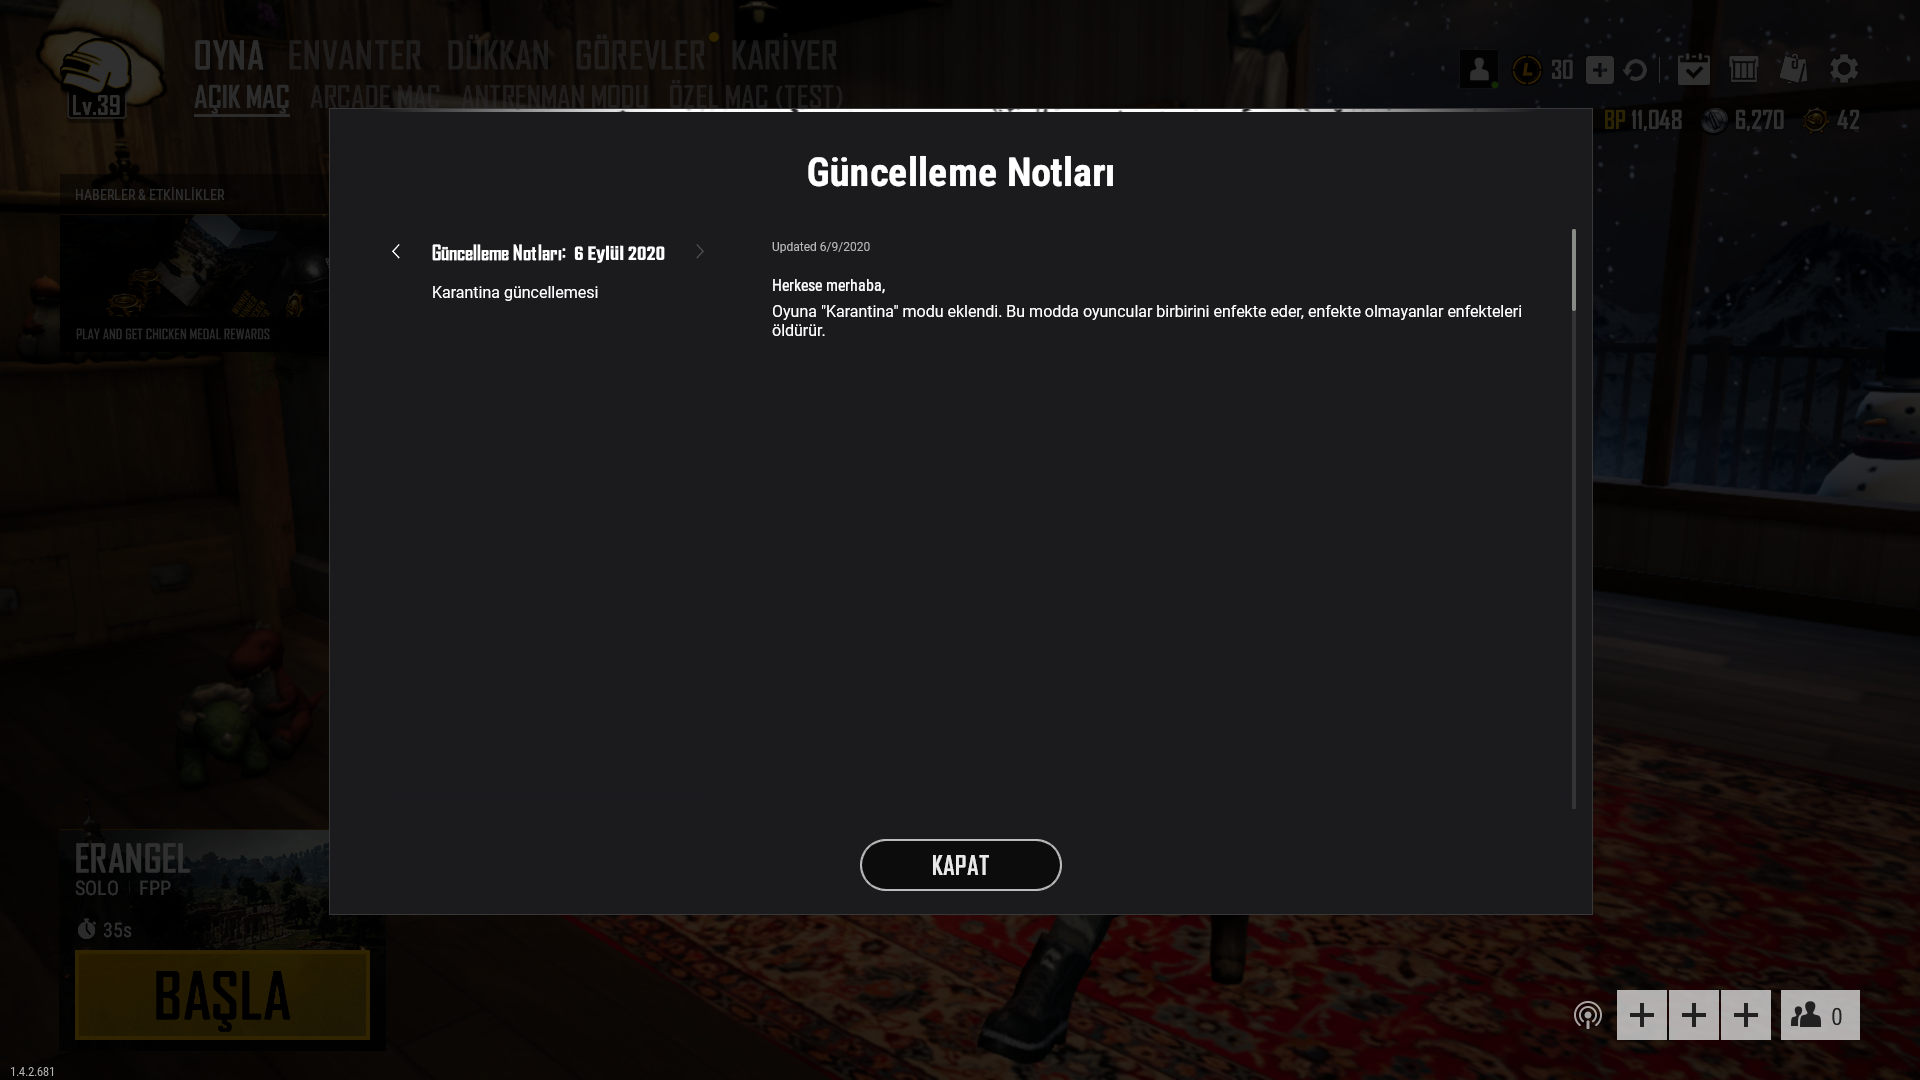 OYNA ENVANTER DÜKKAN GÖREVLER KARİYER
Lv.39
AÇIK MAÇ ARCADE MAÇ ANTRENMAN MODU ÖZEL MAÇ (TEST)
L 30
BP 11,048 6,270 42
HABERLER & ETKİNLİKLER
PLAY AND GET CHICKEN MEDAL REWARDS
Güncelleme Notları
Güncelleme Notları: 6 Eylül 2020
Karantina güncellemesi
Updated 6/9/2020
Herkese merhaba,
Oyuna "Karantina" modu eklendi. Bu modda oyuncular birbirini enfekte eder, enfekte olmayanlar enfekteleri
öldürür.
KAPAT
ERANGEL
SOLO FPP
35s
BAŞLA
0
1.4.2.681